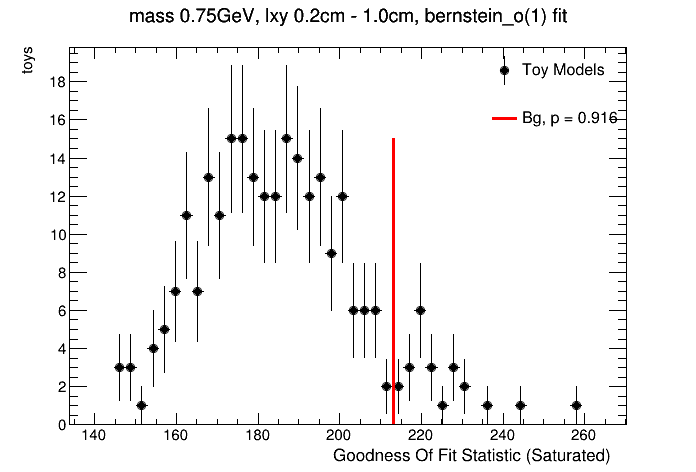 mass 0.75GeV, lxy 0.2cm - 1.0cm, bernstein_o(1) fit
toys
Toy Models
Bg, p = 0.916
18
16
14
12
10
8
6
4
2
0
140 160 180 200 220 240 260
Goodness Of Fit Statistic (Saturated)